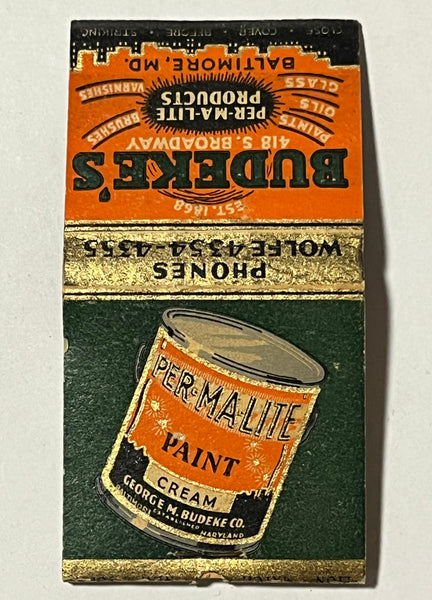 EST. 1868
BUDEKE'S
418 S. BROADWAY
PAINTS BRUSHES
OILS
GLASS VARNISHES
PER-MA-LITE
PRODUCTS
BALTIMORE, MD.
CLOSE COVER BEFORE STRIKING
PHONES
WOLFE 4354-4355
PER-MA-LITE
PAINT
CREAM
GEORGE M. BUDEKE CO.
BALTIMORE ESTABLISHED MARYLAND